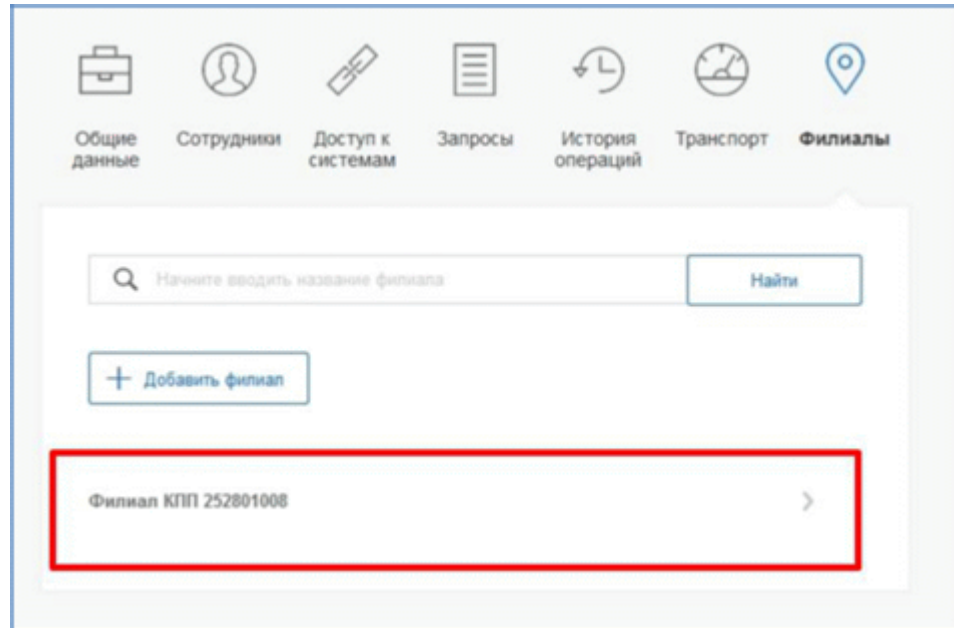 Общие данные
Сотрудники
Доступ к системам
Запросы
История операций
Транспорт
Филиалы
Начните вводить название филиала
Найти
Добавить филиал
Филиал КПП 252801008